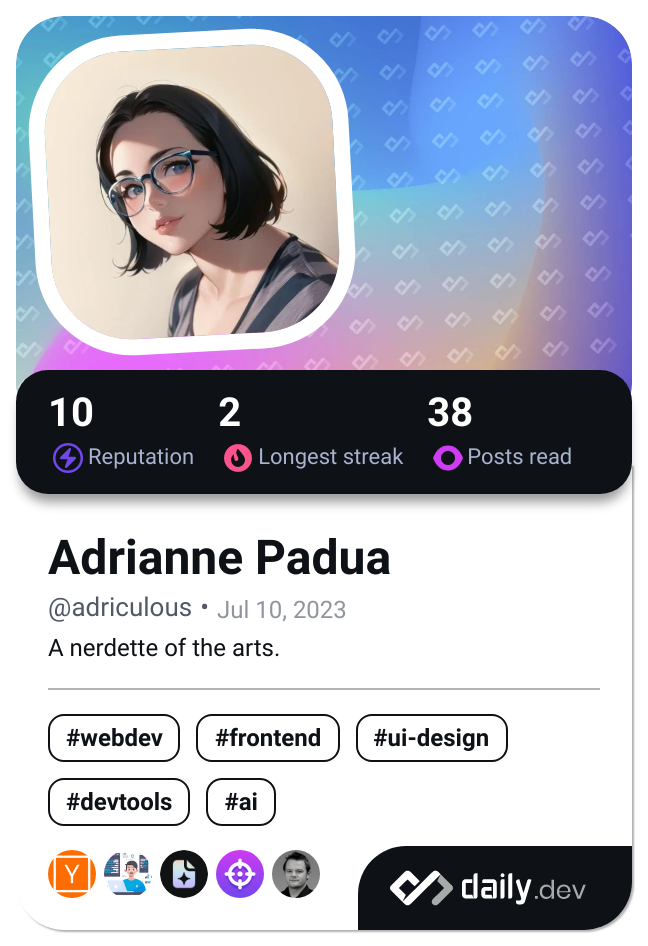 10 2 38
Reputation Longest streak Posts read
Adrianne Padua
@adriculous • Jul 10, 2023
A nerdette of the arts.
#webdev #frontend #ui-design
#devtools #ai
Y
daily.dev